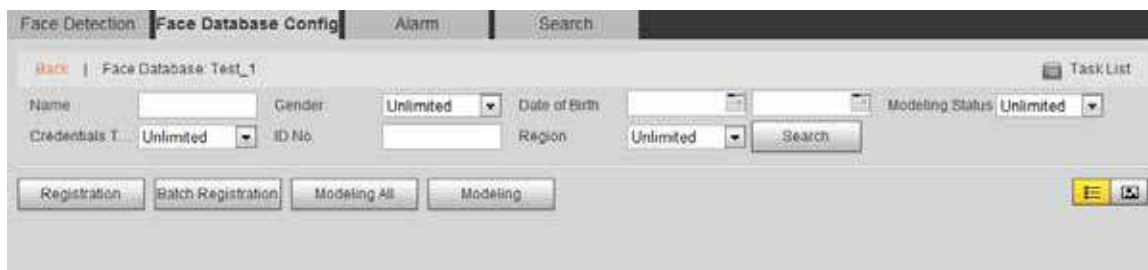 Face Detection Face Database Config Alarm Search
Back | Face Database: Test_1 Task List
Name Gender Unlimited Date of Birth Modeling Status Unlimited
Credentials T... Unlimited ID No. Region Unlimited Search
Registration Batch Registration Modeling All Modeling